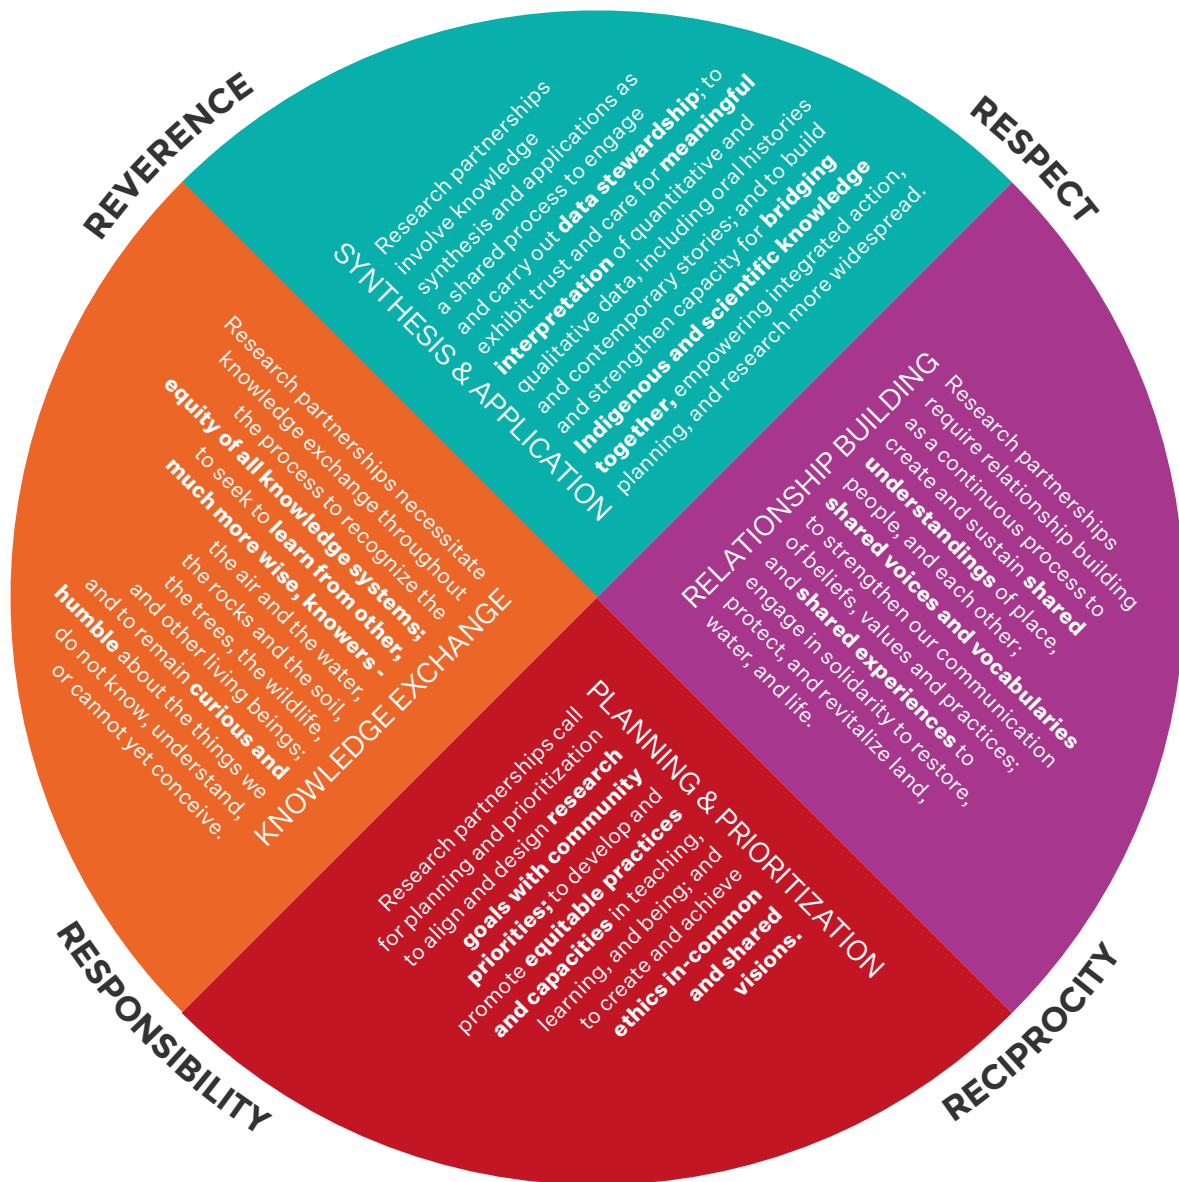 REVERENCE
RESPECT
SYNTHESIS & APPLICATION
Research partnerships
involve knowledge
synthesis and applications as
a shared process to engage
and carry out data stewardship; to
exhibit trust and care for meaningful
interpretation of quantitative and
qualitative data, including oral histories
and contemporary stories; and to build
and strengthen capacity for bridging
Indigenous and scientific knowledge
together, empowering integrated action,
planning, and research more widespread.
RELATIONSHIP BUILDING
Research partnerships
require relationship building
as a continuous process to
create and sustain shared
understandings of place,
people, and each other;
shared voices and vocabularies
to strengthen our communication
of beliefs, values and practices;
and shared experiences to
engage in solidarity to restore,
protect, and revitalize land,
water, and life.
PLANNING & PRIORITIZATION
Research partnerships call
for planning and prioritization
to align and design research
goals with community
priorities; to develop and
promote equitable practices
and capacities in teaching,
learning, and being; and
to create and achieve
ethics in-common
and shared
visions.
KNOWLEDGE EXCHANGE
Research partnerships necessitate
knowledge exchange throughout
the process to recognize the
equity of all knowledge systems;
to seek to learn from other,
much more wise, knowers -
the air and the water,
the rocks and the soil,
the trees, the wildlife,
and other living beings;
and to remain curious and
humble about the things we
do not know, understand,
or cannot yet conceive.
RESPONSIBILITY
RECIPROCITY